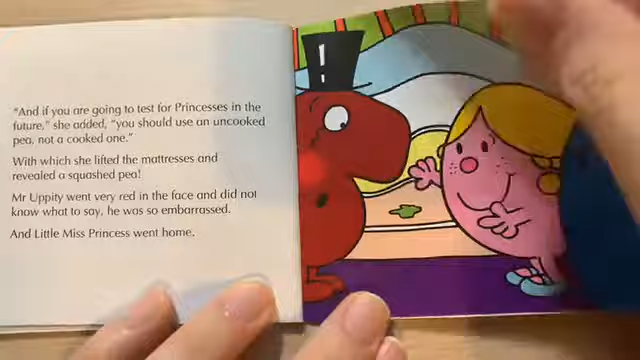 "And if you are going to test for Princesses in the
future," she added, "you should use an uncooked
pea, not a cooked one."
With which she lifted the mattresses and
revealed a squashed pea!
Mr Uppity went very red in the face and did not
know what to say, he was so embarrassed.
And Little Miss Princess went home.